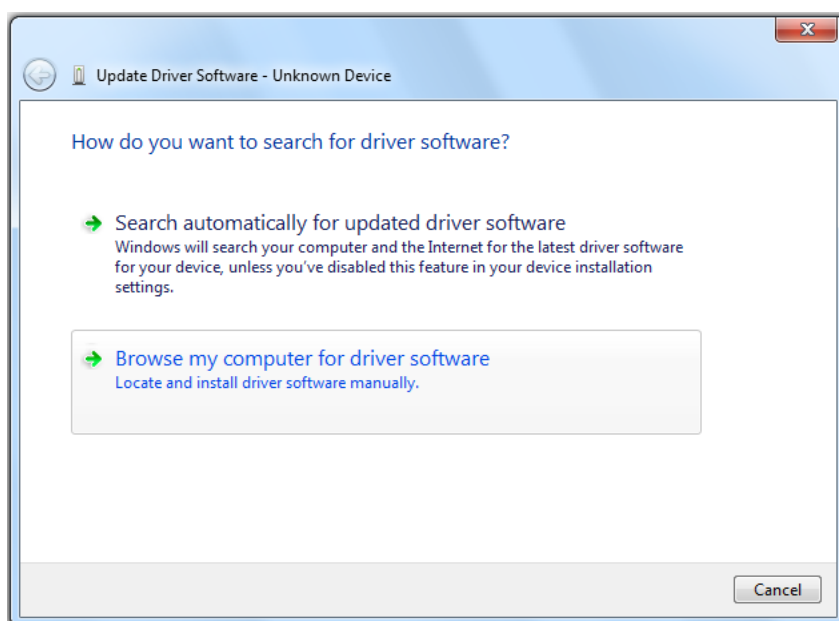 Update Driver Software - Unknown Device
How do you want to search for driver software?
Search automatically for updated driver software
Windows will search your computer and the Internet for the latest driver software
for your device, unless you've disabled this feature in your device installation
settings.
Browse my computer for driver software
Locate and install driver software manually.
Cancel